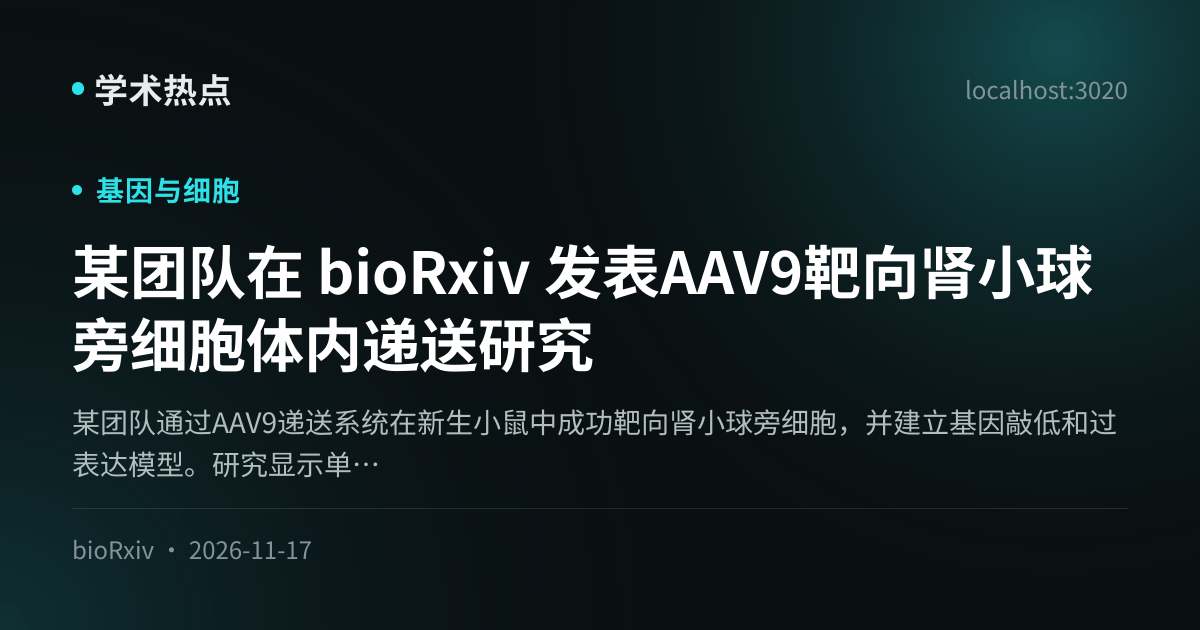 学术热点
localhost:3020
基因与细胞
某团队在 bioRxiv 发表AAV9靶向肾小球
旁细胞体内递送研究
某团队通过AAV9递送系统在新生小鼠中成功靶向肾小球旁细胞，并建立基因敲低和过
表达模型。研究显示单…
bioRxiv • 2026-11-17